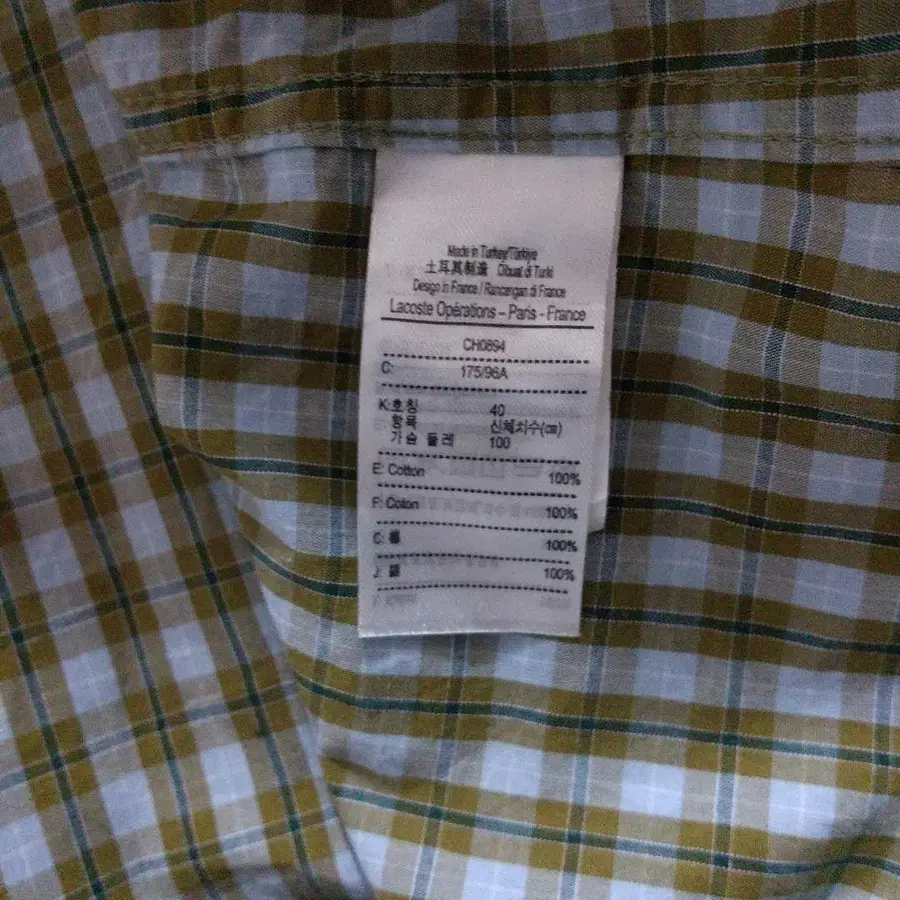 Made in Turkey/Türkiye
土耳其制造 Dibuat di Turki
Design in France / Rancangan di France
Lacoste Opérations – Paris - France
CH0894
C: 175/96A
K:호칭 40
항목 신체치수(㎝)
가슴 둘레 100
E: Cotton 100%
F: Coton 100%
C: 棉 100%
J: 綿 100%